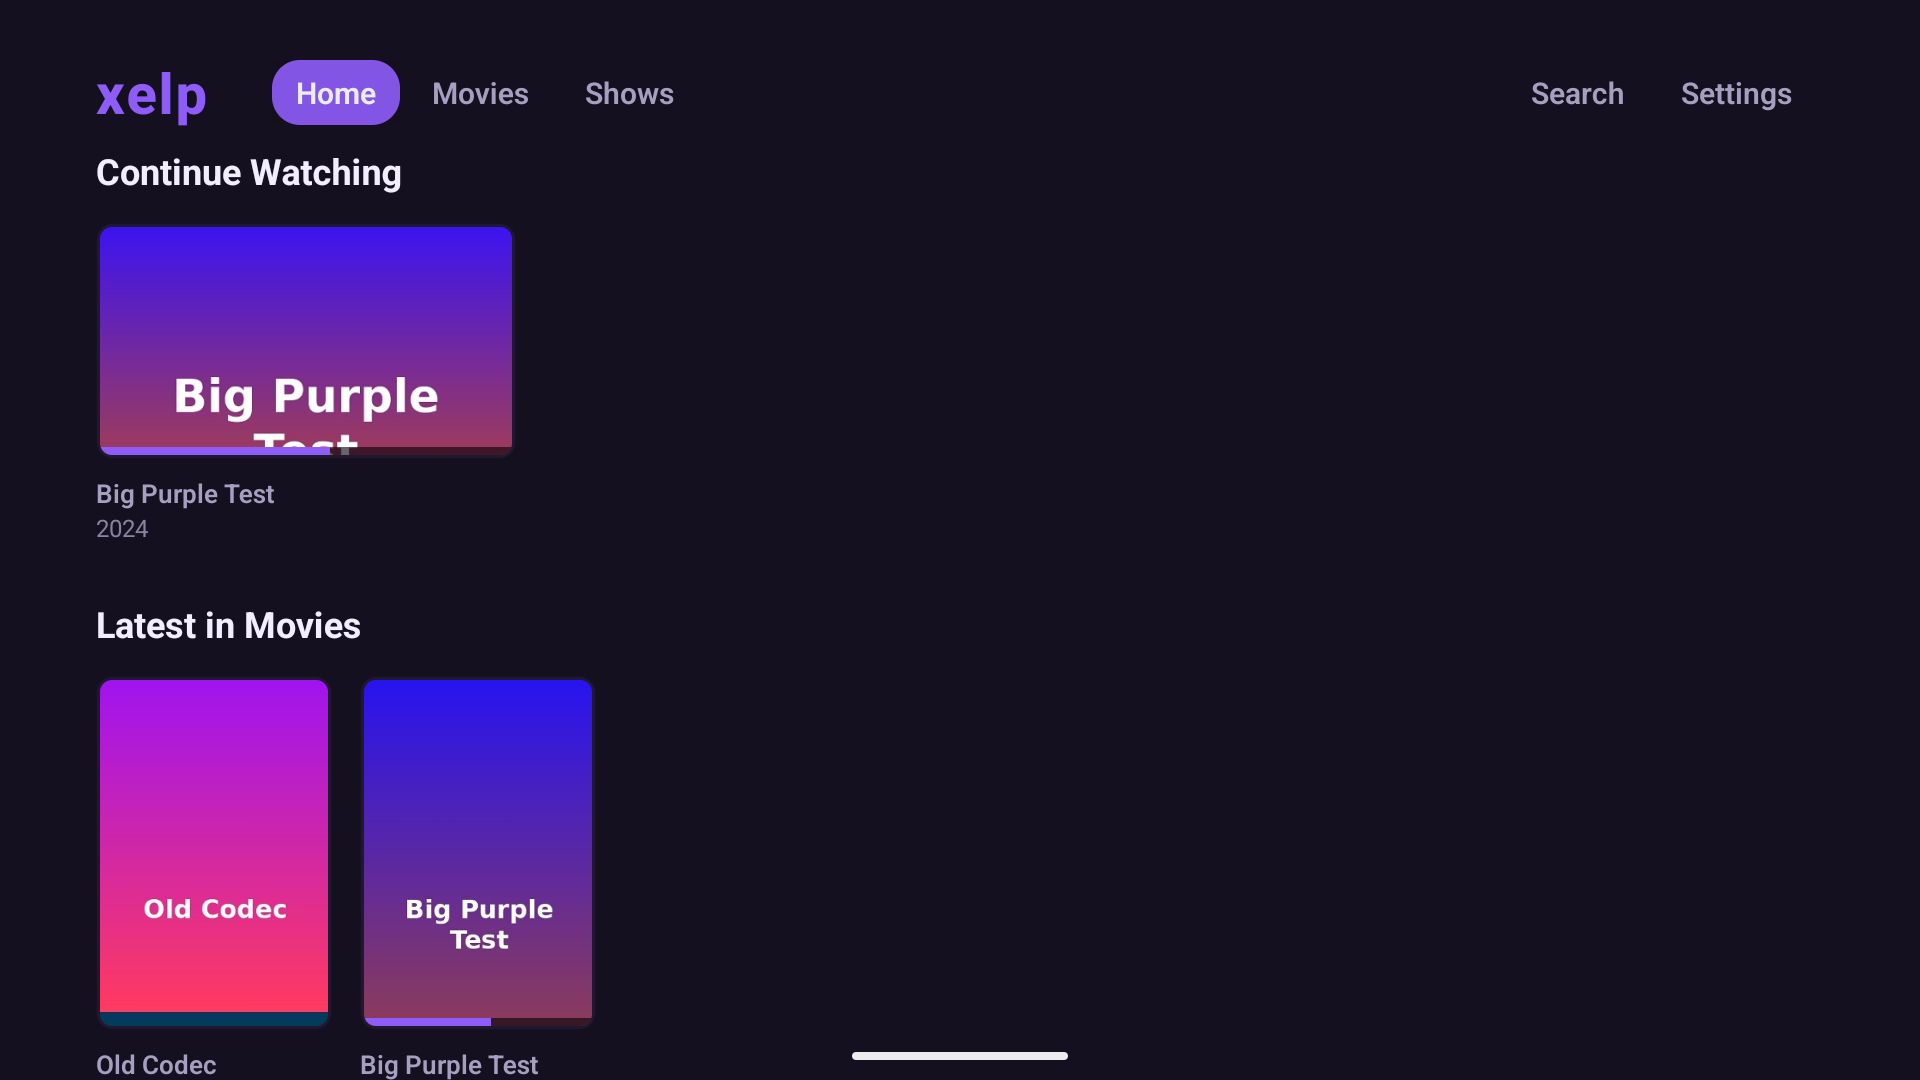 xelp
Home
Movies
Shows
Search
Settings
Continue Watching
Big Purple
Test
Big Purple Test
2024
Latest in Movies
Old Codec
Big Purple
Test
Old Codec
Big Purple Test